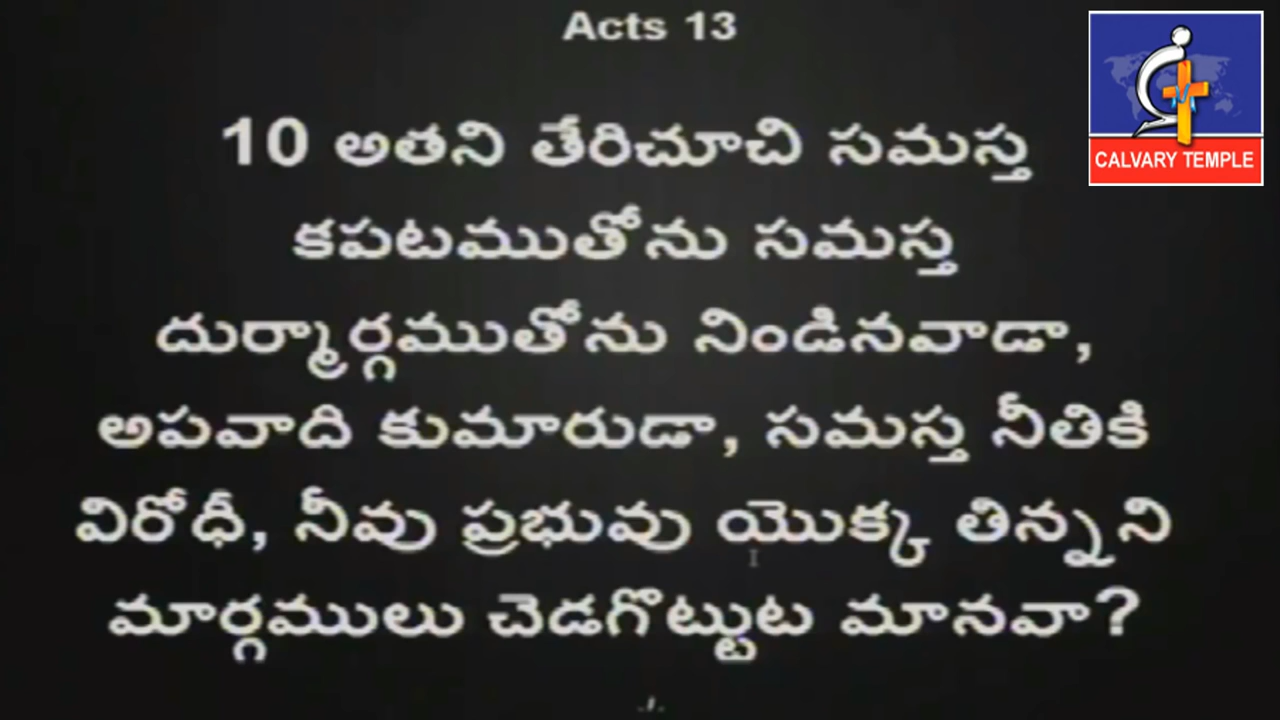 Acts 13
10 అతని తేరిచూచి సమస్త
కపటముతోను సమస్త
దుర్మార్గముతోను నిండినవాడా,
అపవాది కుమారుడా, సమస్త నీతికి
విరోధీ, నీవు ప్రభువు యొక్క తిన్నని
మార్గములు చెడగొట్టుట మానవా?
CALVARY TEMPLE